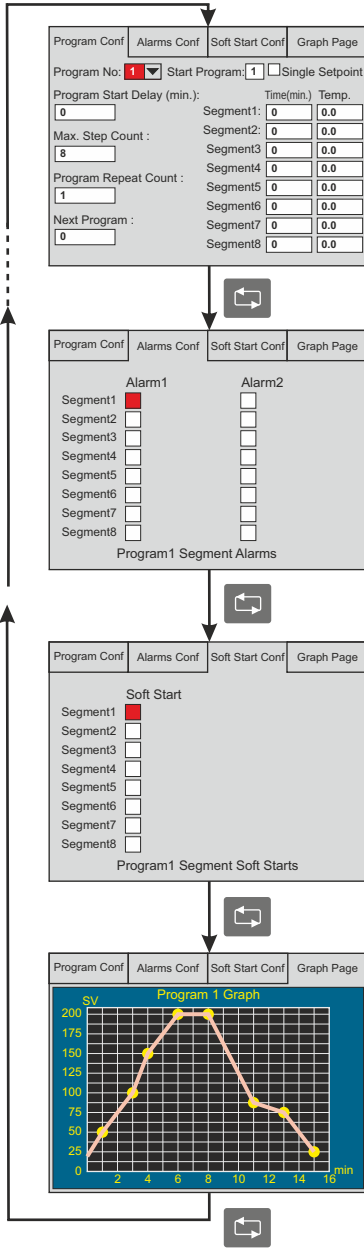 Program Conf Alarms Conf Soft Start Conf Graph Page
Program No: 1 Start Program: 1 Single Setpoint
Program Start Delay (min.): Time(min.) Temp.
0 Segment1: 0 0.0
Max. Step Count : Segment2: 0 0.0
8 Segment3 0 0.0
Segment4 0 0.0
Program Repeat Count : Segment5 0 0.0
1 Segment6 0 0.0
Next Program : Segment7 0 0.0
0 Segment8 0 0.0
Program Conf Alarms Conf Soft Start Conf Graph Page
Alarm1 Alarm2
Segment1
Segment2
Segment3
Segment4
Segment5
Segment6
Segment7
Segment8
Program1 Segment Alarms
Program Conf Alarms Conf Soft Start Conf Graph Page
Soft Start
Segment1
Segment2
Segment3
Segment4
Segment5
Segment6
Segment7
Segment8
Program1 Segment Soft Starts
Program Conf Alarms Conf Soft Start Conf Graph Page
SV Program 1 Graph
200
175
150
125
100
75
50
25
0
2 4 6 8 10 12 14 16 min